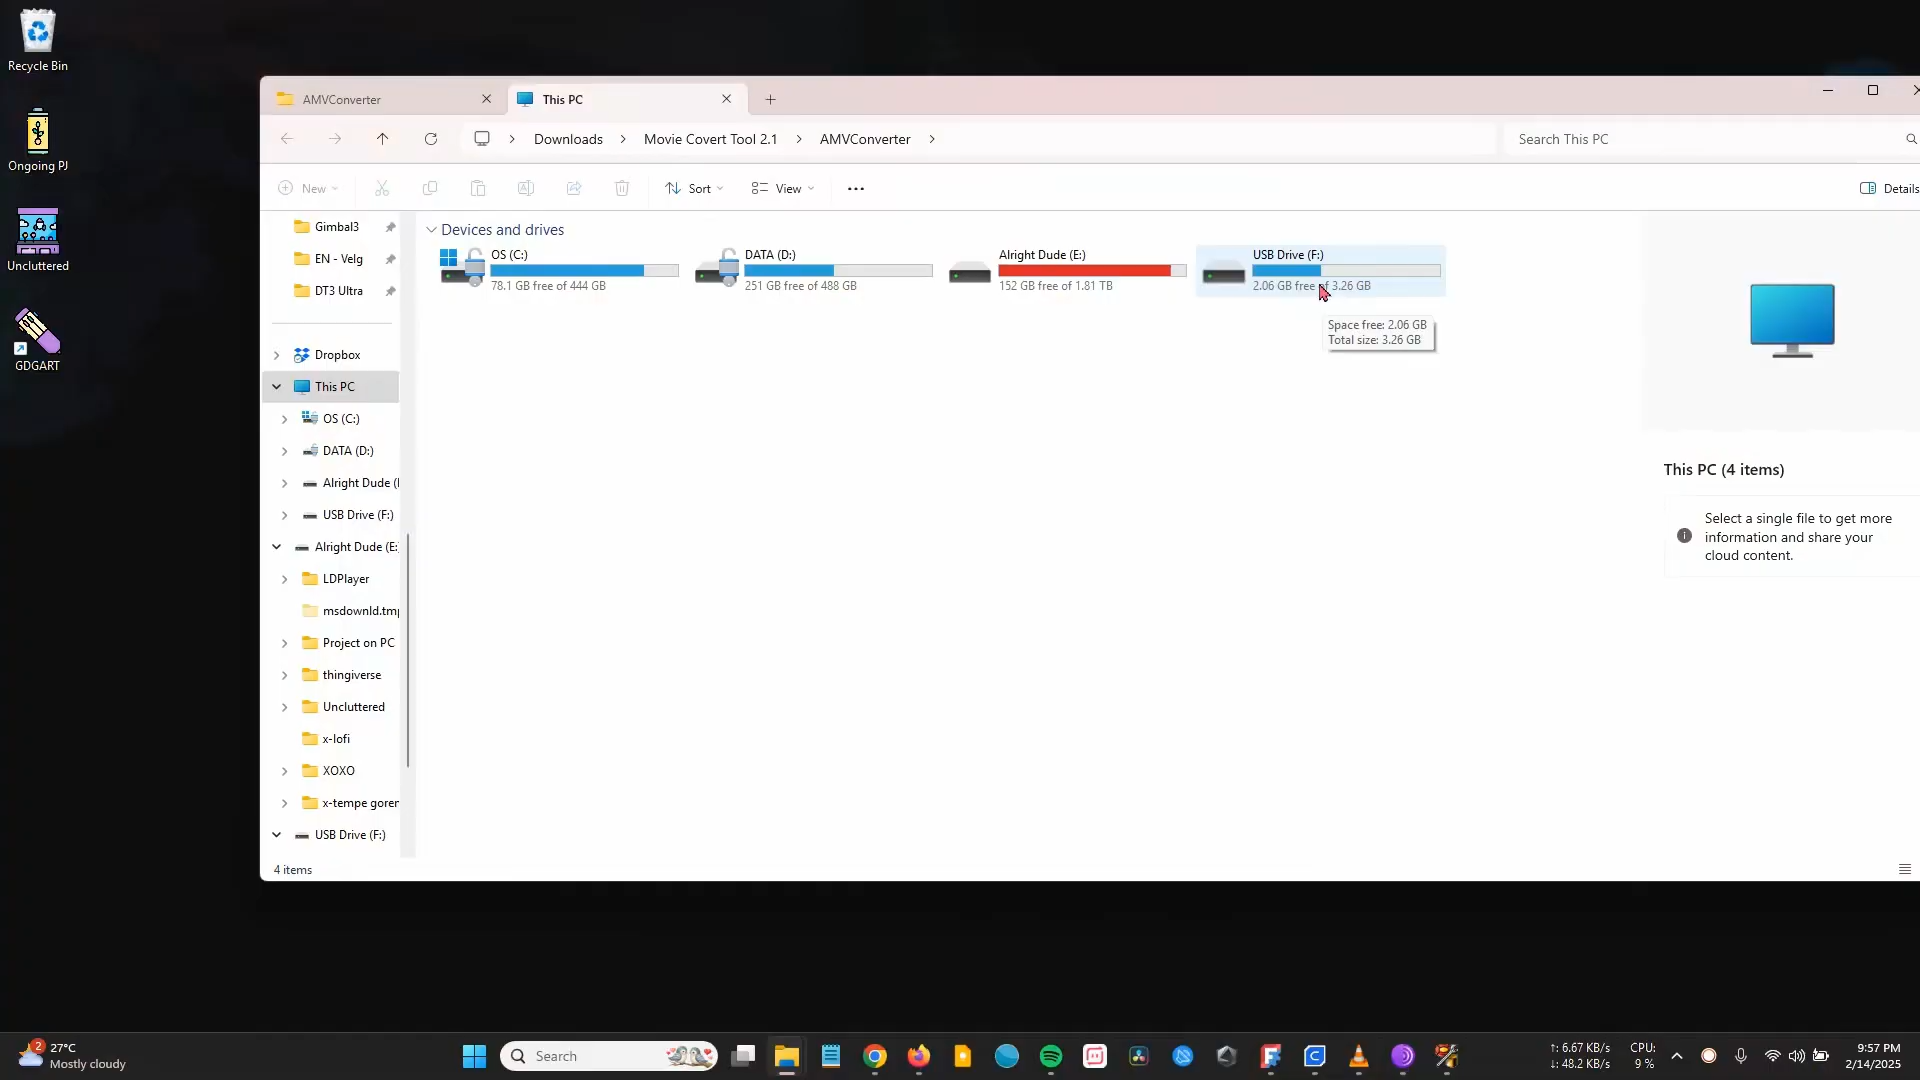 Recycle Bin
Ongoing PJ
Uncluttered
GDGART
AMVConverter
This PC
Downloads
Movie Covert Tool 2.1
AMVConverter
Search This PC
New
Sort
View
Details
Gimbal3
EN - Velg
DT3 Ultra
Dropbox
This PC
OS (C:)
DATA (D:)
Alright Dude (
USB Drive (F:)
Alright Dude (E:
LDPlayer
msdownld.tmp
Project on PC
thingiverse
Uncluttered
x-lofi
XOXO
x-tempe goren
USB Drive (F:)
Devices and drives
OS (C:)
78.1 GB free of 444 GB
DATA (D:)
251 GB free of 488 GB
Alright Dude (E:)
152 GB free of 1.81 TB
USB Drive (F:)
2.06 GB free of 3.26 GB
Space free: 2.06 GB
Total size: 3.26 GB
This PC (4 items)
Select a single file to get more
information and share your
cloud content.
4 items
2
27°C
Mostly cloudy
Search
↑: 6.67 KB/s
↓: 48.2 KB/s
CPU:
9 %
9:57 PM
2/14/2025